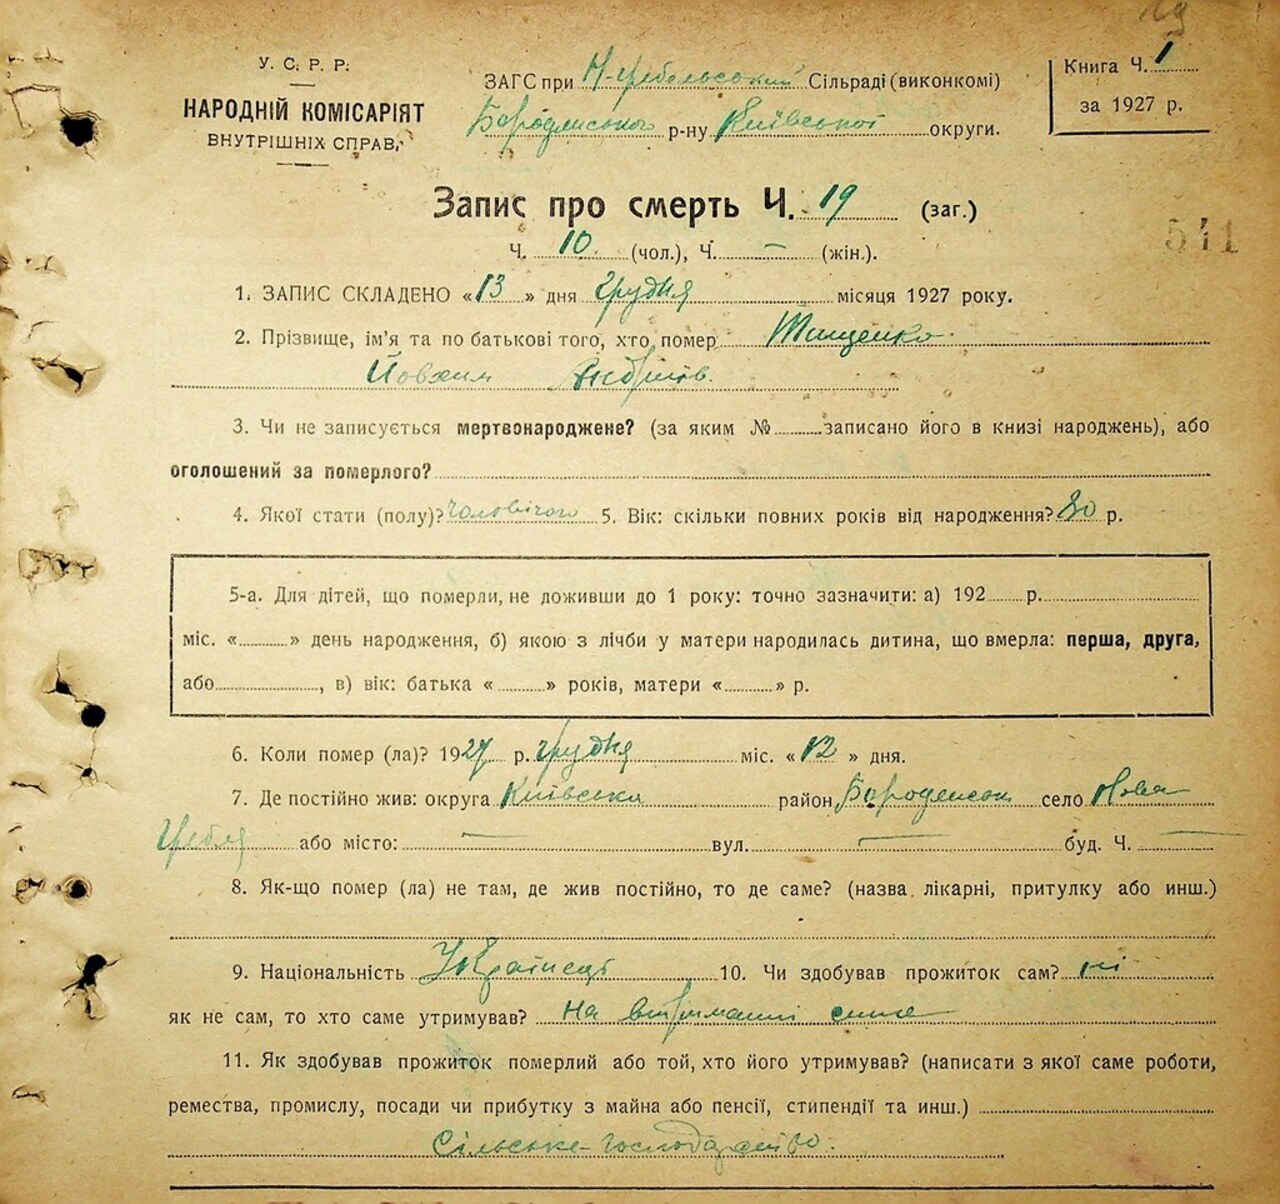 У. С. Р. Р.
НАРОДНІЙ КОМІСАРІЯТ
ВНУТРІШНІХ СПРАВ.
ЗАГС при Н-гребельський Сільраді (виконкомі)
Бородянського р-ну Київської округи.
Книга Ч. 1
за 1927 р.
Запис про смерть Ч. 19 (заг.)
541
Ч. 10 (чол.), Ч. — (жін.).
1. ЗАПИС СКЛАДЕНО «13» дня грудня місяця 1927 року.
2. Прізвище, ім'я та по батькові того, хто помер Тищенко
Йовхим Андріїв.
3. Чи не записується мертвонароджене? (за яким № записано його в книзі народжень), або
оголошений за померлого?
4. Якої стати (полу)? чоловічого 5. Вік: скільки повних років від народження? 80 р.
5-а. Для дітей, що померли, не доживши до 1 року: точно зазначити: а) 192 р.
міс. « » день народження, б) якою з лічби у матери народилась дитина, що вмерла: перша, друга,
або , в) вік: батька « » років, матери « » р.
6. Коли помер (ла)? 1927 р. грудня міс. «12» дня.
7. Де постійно жив: округа Київська район Бородянськ село Нова
Гребля або місто: — вул. — буд. Ч. —
8. Як-що помер (ла) не там, де жив постійно, то де саме? (назва лікарні, притулку або инш.)
9. Національність Українець 10. Чи здобував прожиток сам? ні
як не сам, то хто саме утримував? На втриманні сина
11. Як здобував прожиток померлий або той, хто його утримував? (написати з якої саме роботи,
ремества, промислу, посади чи прибутку з майна або пенсії, стипендії та инш.)
Сільське-господарство.